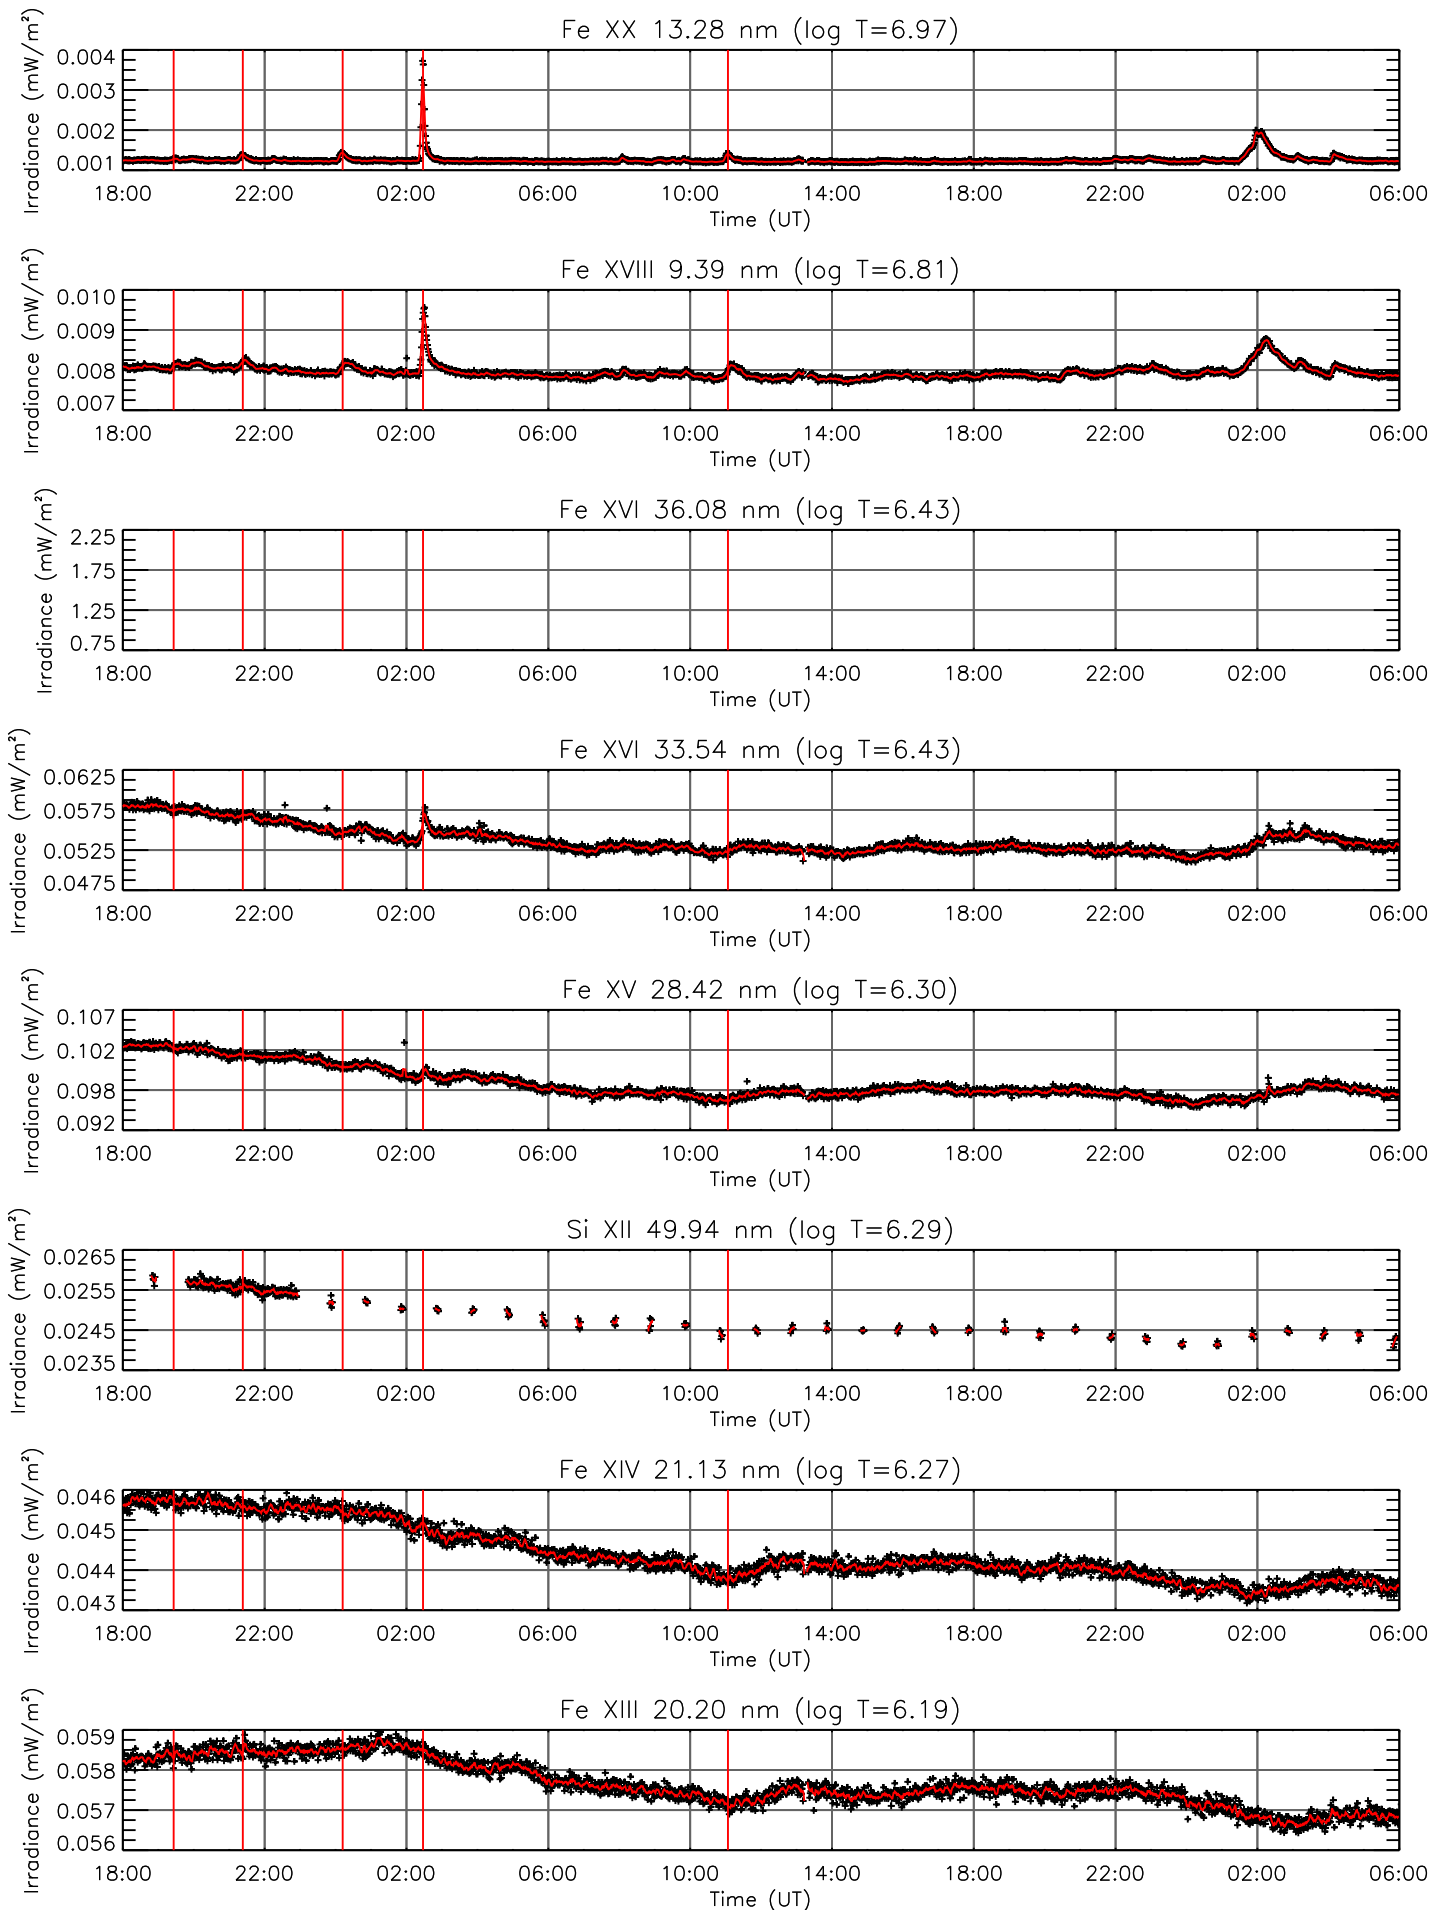 Fe XX 13.28 nm (log T=6.97)
Irradiance (mW/m²)
0.004
0.003
0.002
0.001
18:00 22:00 02:00 06:00 10:00 14:00 18:00 22:00 02:00 06:00
Time (UT)
Fe XVIII 9.39 nm (log T=6.81)
Irradiance (mW/m²)
0.010
0.009
0.008
0.007
18:00 22:00 02:00 06:00 10:00 14:00 18:00 22:00 02:00 06:00
Time (UT)
Fe XVI 36.08 nm (log T=6.43)
Irradiance (mW/m²)
2.25
1.75
1.25
0.75
18:00 22:00 02:00 06:00 10:00 14:00 18:00 22:00 02:00 06:00
Time (UT)
Fe XVI 33.54 nm (log T=6.43)
Irradiance (mW/m²)
0.0625
0.0575
0.0525
0.0475
18:00 22:00 02:00 06:00 10:00 14:00 18:00 22:00 02:00 06:00
Time (UT)
Fe XV 28.42 nm (log T=6.30)
Irradiance (mW/m²)
0.107
0.102
0.098
0.092
18:00 22:00 02:00 06:00 10:00 14:00 18:00 22:00 02:00 06:00
Time (UT)
Si XII 49.94 nm (log T=6.29)
Irradiance (mW/m²)
0.0265
0.0255
0.0245
0.0235
18:00 22:00 02:00 06:00 10:00 14:00 18:00 22:00 02:00 06:00
Time (UT)
Fe XIV 21.13 nm (log T=6.27)
Irradiance (mW/m²)
0.046
0.045
0.044
0.043
18:00 22:00 02:00 06:00 10:00 14:00 18:00 22:00 02:00 06:00
Time (UT)
Fe XIII 20.20 nm (log T=6.19)
Irradiance (mW/m²)
0.059
0.058
0.057
0.056
18:00 22:00 02:00 06:00 10:00 14:00 18:00 22:00 02:00 06:00
Time (UT)